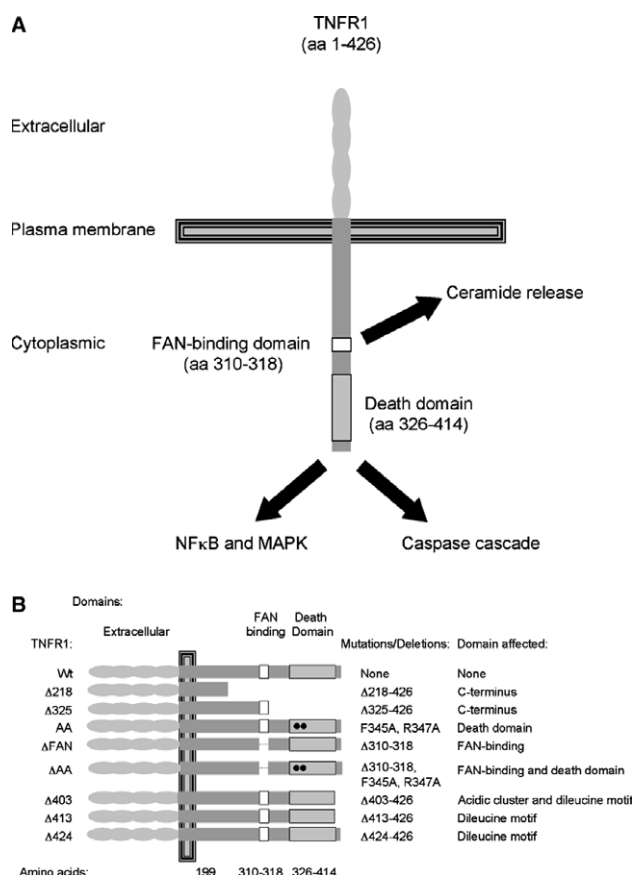 A
TNFR1
(aa 1-426)
Extracellular
Plasma membrane
Ceramide release
Cytoplasmic
FAN-binding domain
(aa 310-318)
Death domain
(aa 326-414)
NFκB and MAPK
Caspase cascade
B
Domains:
FAN Death
TNFR1: Extracellular binding Domain Mutations/Deletions: Domain affected:
Wt None None
Δ218 Δ218-426 C-terminus
Δ325 Δ325-426 C-terminus
AA F345A, R347A Death domain
ΔFAN Δ310-318 FAN-binding
ΔAA Δ310-318, FAN-binding and death domain
F345A, R347A
Δ403 Δ403-426 Acidic cluster and dileucine motif
Δ413 Δ413-426 Dileucine motif
Δ424 Δ424-426 Dileucine motif
Amino acids: 199 310-318 326-414